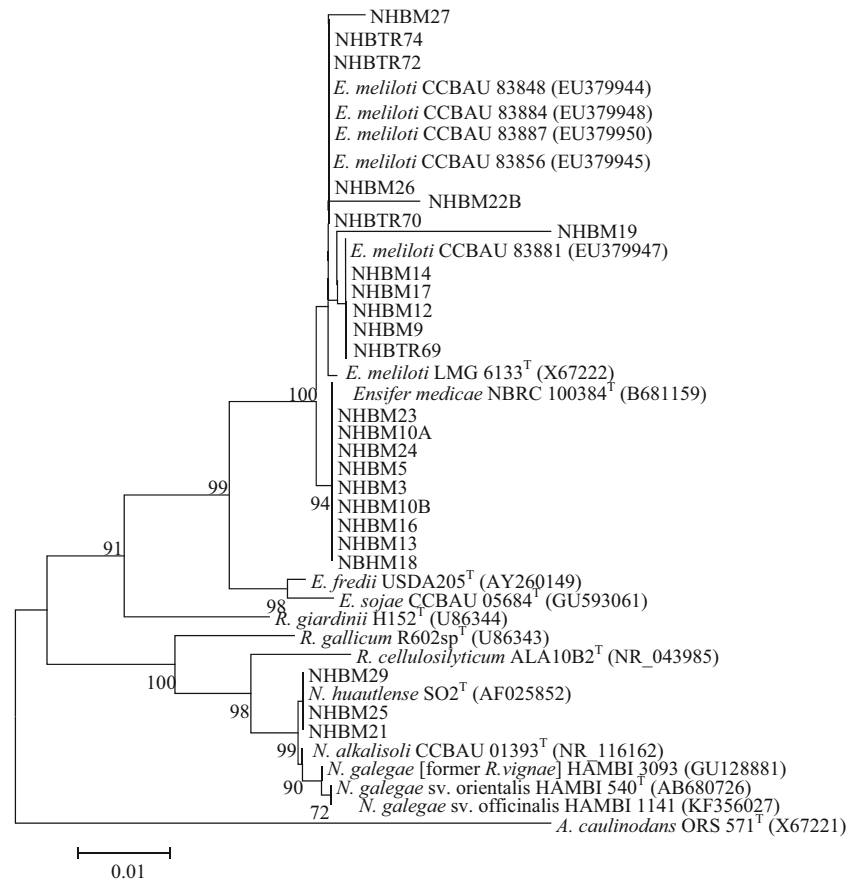 NHBM27
NHBTR74
NHBTR72
E. meliloti CCBAU 83848 (EU379944)
E. meliloti CCBAU 83884 (EU379948)
E. meliloti CCBAU 83887 (EU379950)
E. meliloti CCBAU 83856 (EU379945)
NHBM26
NHBM22B
NHBTR70
NHBM19
E. meliloti CCBAU 83881 (EU379947)
NHBM14
NHBM17
NHBM12
NHBM9
NHBTR69
E. meliloti LMG 6133T (X67222)
100
Ensifer medicae NBRC 100384T (B681159)
NHBM23
NHBM10A
NHBM24
NHBM5
99
NHBM3
94
NHBM10B
NHBM16
NHBM13
91
NBHM18
E. fredii USDA205T (AY260149)
E. sojae CCBAU 05684T (GU593061)
98
R. giardinii H152T (U86344)
R. gallicum R602spT (U86343)
R. cellulosilyticum ALA10B2T (NR_043985)
100
NHBM29
N. huautlense SO2T (AF025852)
98
NHBM25
NHBM21
99
N. alkalisoli CCBAU 01393T (NR_116162)
N. galegae [former R.vignae] HAMBI 3093 (GU128881)
90
N. galegae sv. orientalis HAMBI 540T (AB680726)
72
N. galegae sv. officinalis HAMBI 1141 (KF356027)
A. caulinodans ORS 571T (X67221)
0.01